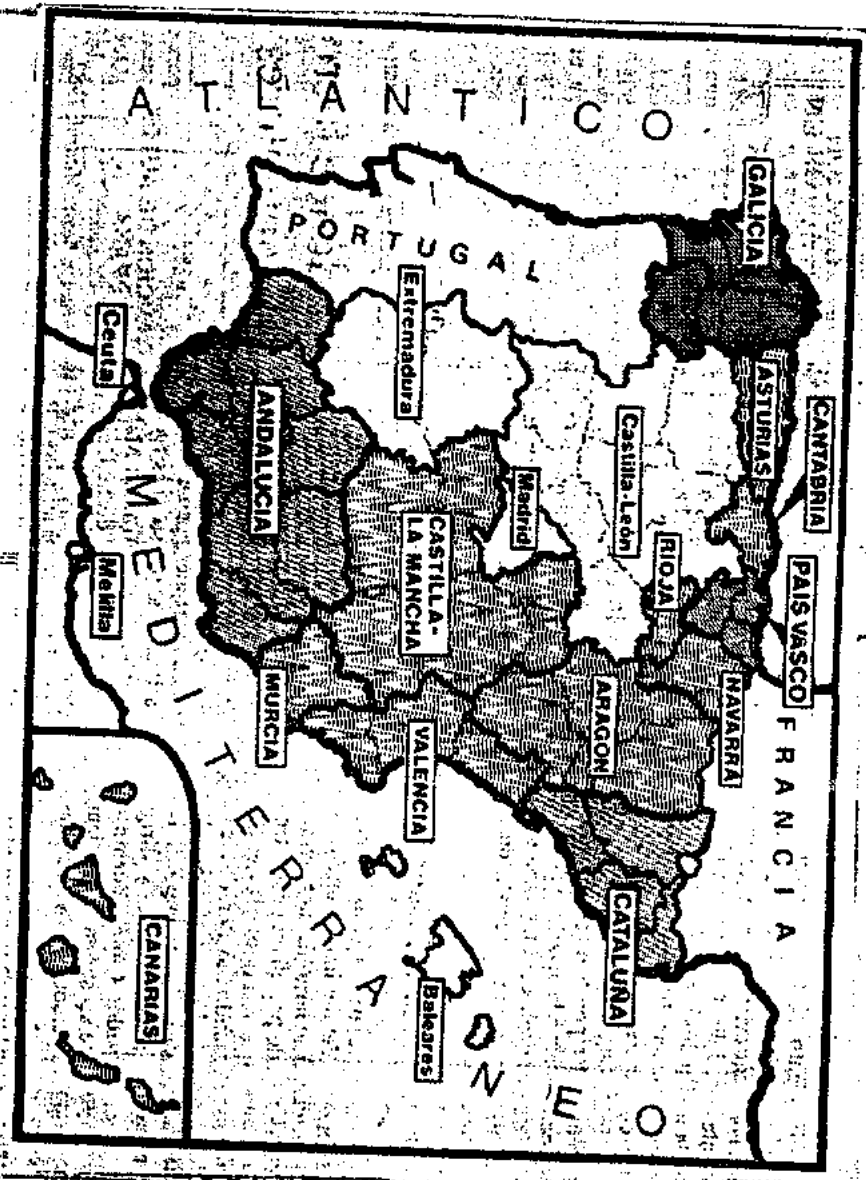 ATLANTICO
GALICIA
ASTURIAS
CANTABRIA
PAIS VASCO
NAVARRA
FRANCIA
RIOJA
Castilla-León
ARAGÓN
CATALUÑA
PORTUGAL
Madrid
Extremadura
CASTILLA-
LA MANCHA
VALENCIA
Baleares
ANDALUCIA
MURCIA
MEDITERRANEO
Ceuta
Melilla
CANARIAS